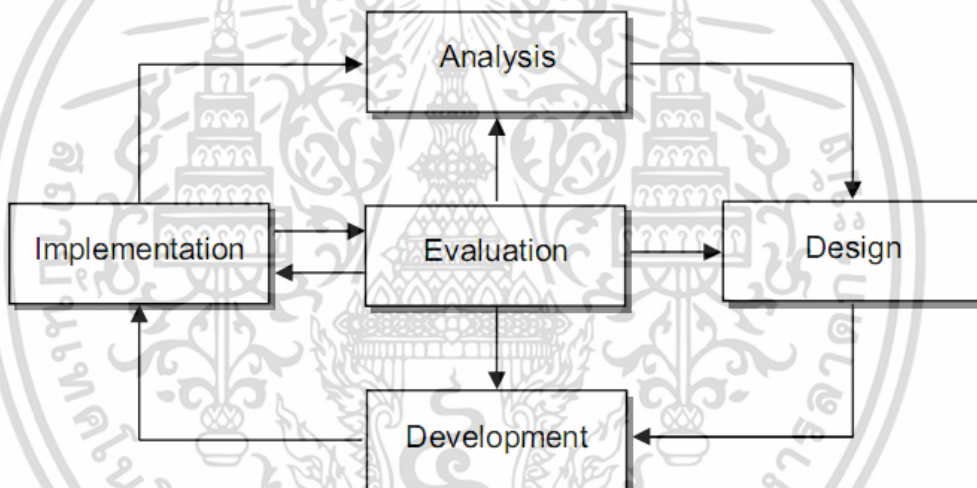 Analysis
Implementation
Evaluation
Design
Development